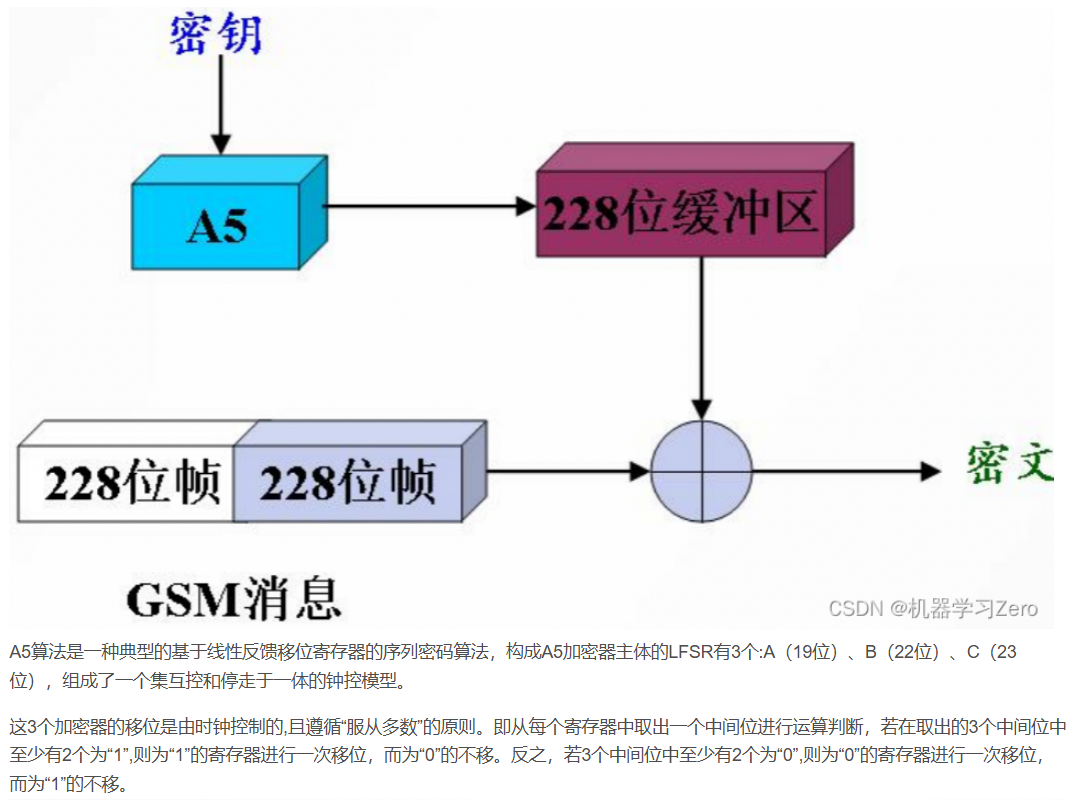 密钥
A5
228位缓冲区
228位帧
228位帧
密文
GSM消息
CSDN @机器学习Zero
A5算法是一种典型的基于线性反馈移位寄存器的序列密码算法，构成A5加密器主体的LFSR有3个:A（19位）、B（22位）、C（23
位），组成了一个集互控和停走于一体的钟控模型。
这3个加密器的移位是由时钟控制的,且遵循“服从多数”的原则。即从每个寄存器中取出一个中间位进行运算判断，若在取出的3个中间位中
至少有2个为“1”,则为“1”的寄存器进行一次移位，而为“0”的不移。反之，若3个中间位中至少有2个为“0”,则为“0”的寄存器进行一次移位，
而为“1”的不移。